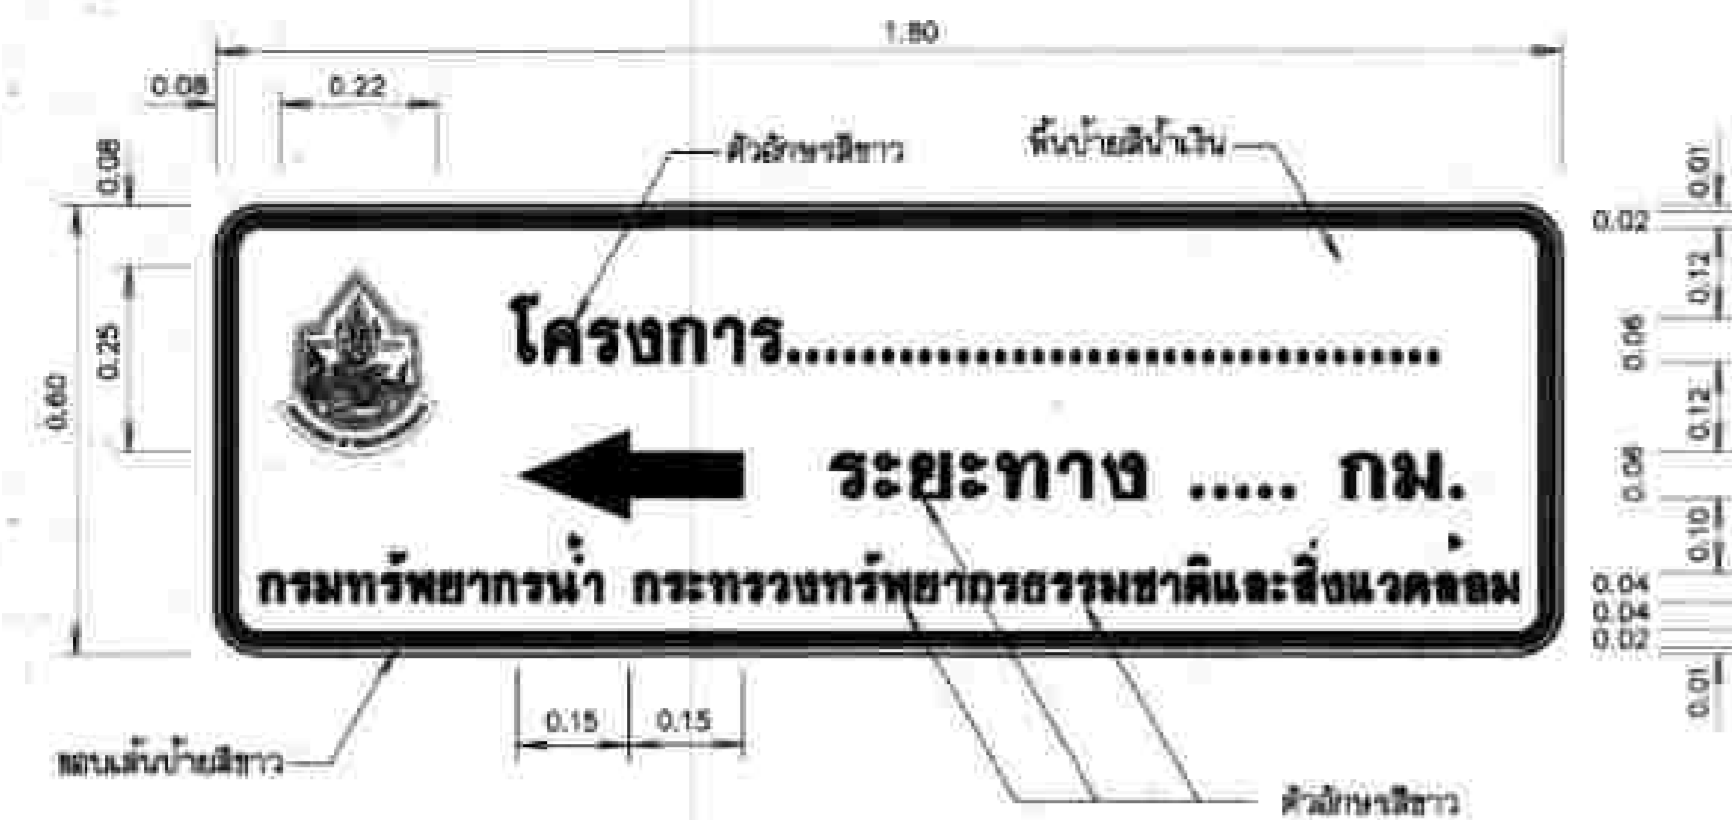 1.80
0.08 0.22
ตัวอักษรสีขาว พื้นป้ายสีน้ำเงิน
0.08 0.01
0.02
0.12
โครงการ..................................
0.25 0.06
0.60 0.12
ระยะทาง ..... กม.
0.06
0.10
กรมทรัพยากรน้ำ กระทรวงทรัพยากรธรรมชาติและสิ่งแวดล้อม
0.04
0.04
0.02
0.01
0.15 0.15
ขอบเส้นป้ายสีขาว
ตัวอักษรสีขาว